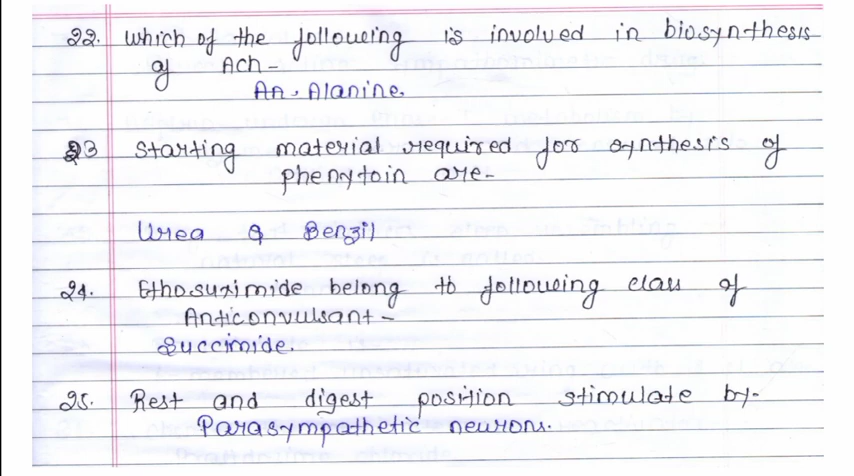 22. which of the following is involved in biosynthesis
of Ach-
An. Alanine.
23 Starting material required for synthesis of
phenytoin are-
Urea & Benzil
24. Ethosuximide belong to following class of
Anticonvulsant-
Succimide.
25. Rest and digest position stimulate by-
Parasympathetic neurons.